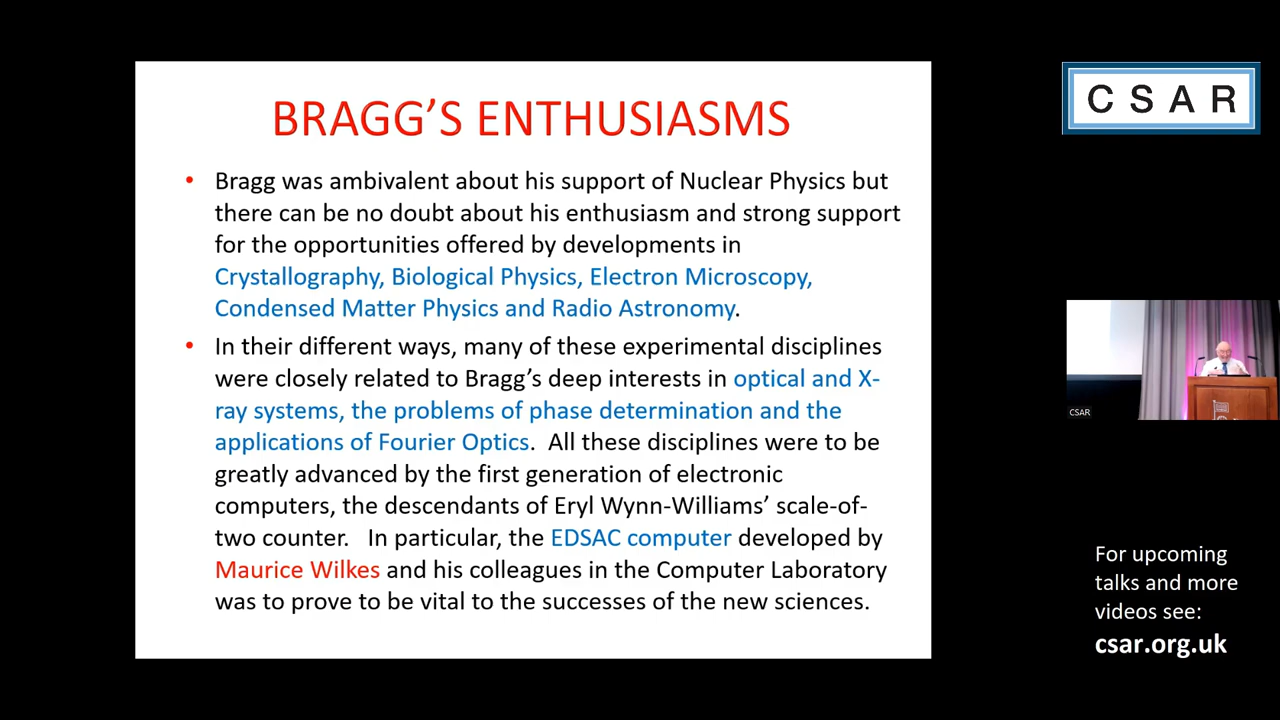 BRAGG’S ENTHUSIASMS
• Bragg was ambivalent about his support of Nuclear Physics but
there can be no doubt about his enthusiasm and strong support
for the opportunities offered by developments in
Crystallography, Biological Physics, Electron Microscopy,
Condensed Matter Physics and Radio Astronomy.
• In their different ways, many of these experimental disciplines
were closely related to Bragg’s deep interests in optical and X-
ray systems, the problems of phase determination and the
applications of Fourier Optics.  All these disciplines were to be
greatly advanced by the first generation of electronic
computers, the descendants of Eryl Wynn-Williams’ scale-of-
two counter.   In particular, the EDSAC computer developed by
Maurice Wilkes and his colleagues in the Computer Laboratory
was to prove to be vital to the successes of the new sciences.
CSAR
CSAR
For upcoming
talks and more
videos see:
csar.org.uk